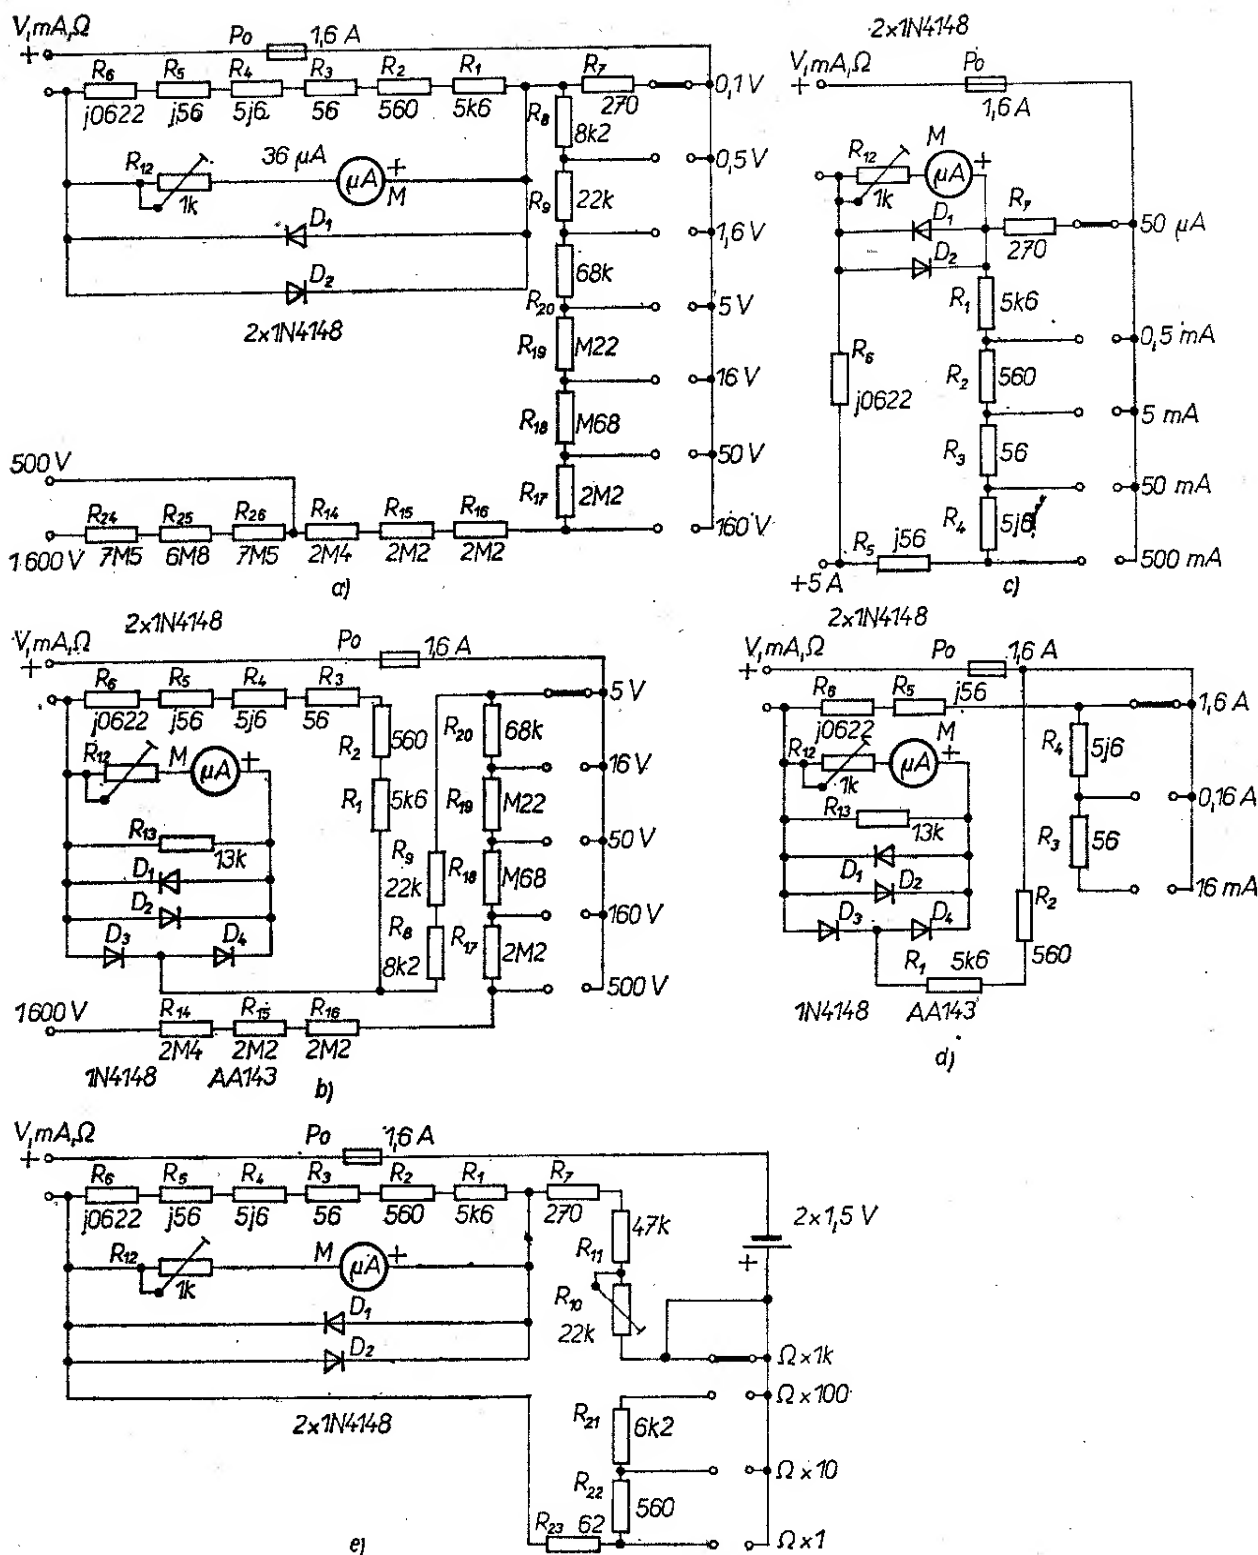 V,mA,Ω
+
Po
1,6 A
R6
R5
R4
R3
R2
R1
R7
0,1 V
j0622
j56
5j6
56
560
5k6
270
R8
8k2
0,5 V
R12
36 µA
µA
+
M
1k
R9
22k
1,6 V
D1
68k
D2
R20
5 V
2x1N4148
R19
M22
16 V
R18
M68
50 V
500 V
R17
2M2
R24
R25
R26
R14
R15
R16
160 V
1600 V
7M5
6M8
7M5
2M4
2M2
2M2
a)
2x1N4148
V,mA,Ω
+
Po
1,6 A
R12
M
µA
+
1k
D1
R7
270
50 µA
D2
R1
5k6
0,5 mA
R6
j0622
R2
560
5 mA
R3
56
50 mA
R4
5j6
R5
j56
+5 A
500 mA
c)
2x1N4148
V,mA,Ω
+
Po
1,6 A
R6
R5
R4
R3
5 V
j0622
j56
5j6
56
R20
68k
R2
560
R12
M
µA
+
16 V
R1
5k6
R19
M22
R13
13k
R9
22k
50 V
D1
R18
M68
D2
160 V
D3
D4
R8
8k2
R17
2M2
500 V
1600 V
R14
R15
R16
2M4
2M2
2M2
1N4148
AA143
b)
2x1N4148
V,mA,Ω
+
Po
1,6 A
R6
R5
j56
1,6 A
j0622
M
R12
µA
+
1k
R4
5j6
0,16 A
R13
13k
R3
56
D1
D2
16 mA
D3
D4
R2
560
R1
5k6
1N4148
AA143
d)
V,mA,Ω
+
Po
1,6 A
R6
R5
R4
R3
R2
R1
R7
j0622
j56
5j6
56
560
5k6
270
2x1,5 V
47k
R11
+
R12
M
µA
+
1k
R10
22k
D1
D2
Ω×1k
Ω×100
2x1N4148
R21
6k2
Ω×10
R22
560
R23
62
Ω×1
e)